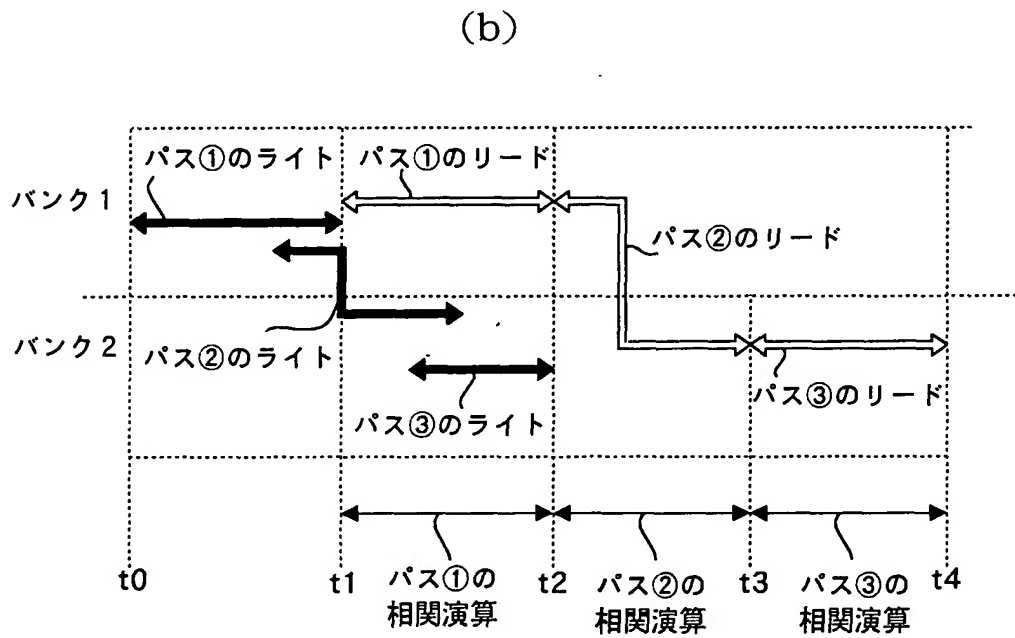 (b)
パス①のライト
パス①のリード
バンク1
パス②のリード
バンク2
パス②のライト
パス③のリード
パス③のライト
t0
t1
パス①の
相関演算
t2
パス②の
相関演算
t3
パス③の
相関演算
t4